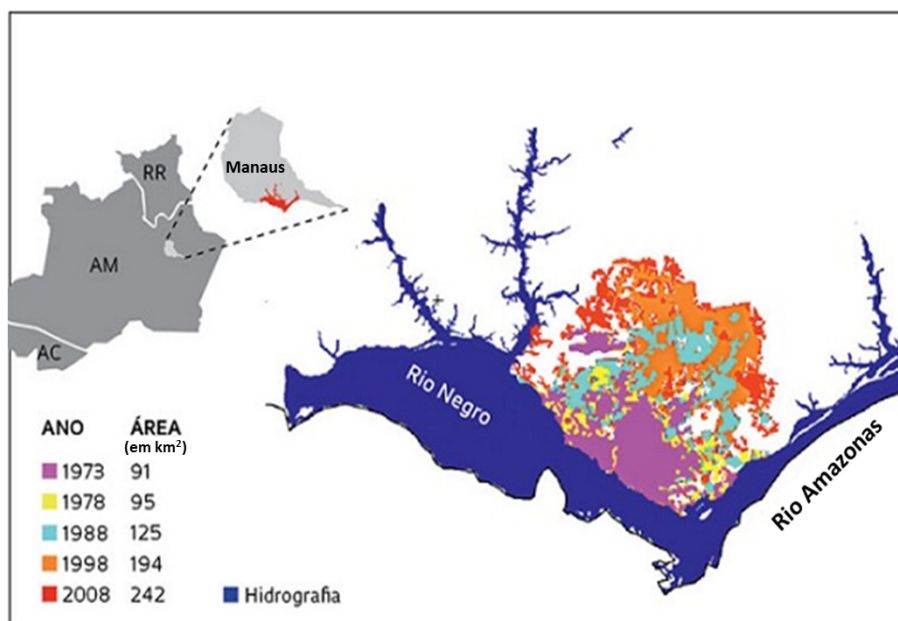 RR
Manaus
AM
AC
Rio Negro
Rio Amazonas
ANO ÁREA
(em km²)
1973 91
1978 95
1988 125
1998 194
2008 242
Hidrografia